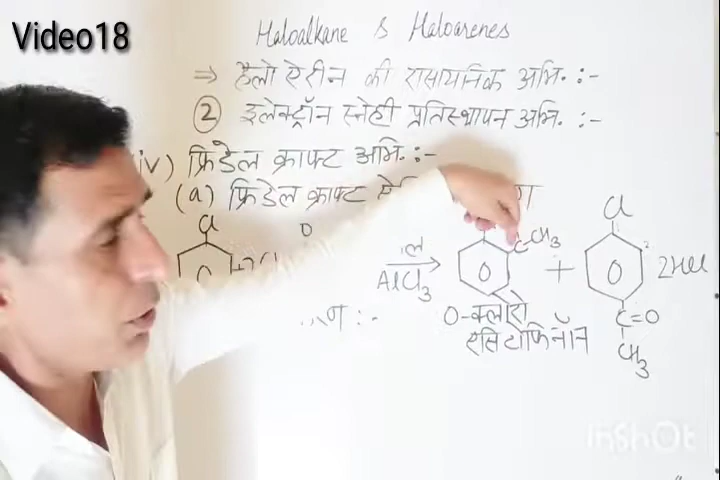 Video18
Haloalkane & Haloarenes
⇒ हैलो ऐरीन की रासायनिक अभि. :-
② इलेक्ट्रॉन स्नेही प्रतिस्थापन अभि. :-
iv) फ्रिडेल क्राफ्ट अभि. :-
(a) फ्रिडेल क्राफ्ट
Cl
O
AlCl3
C CH3
+
Cl
C=O
CH3
2HCl
O-क्लोरो
एसिटोफिनॉन
InShOt